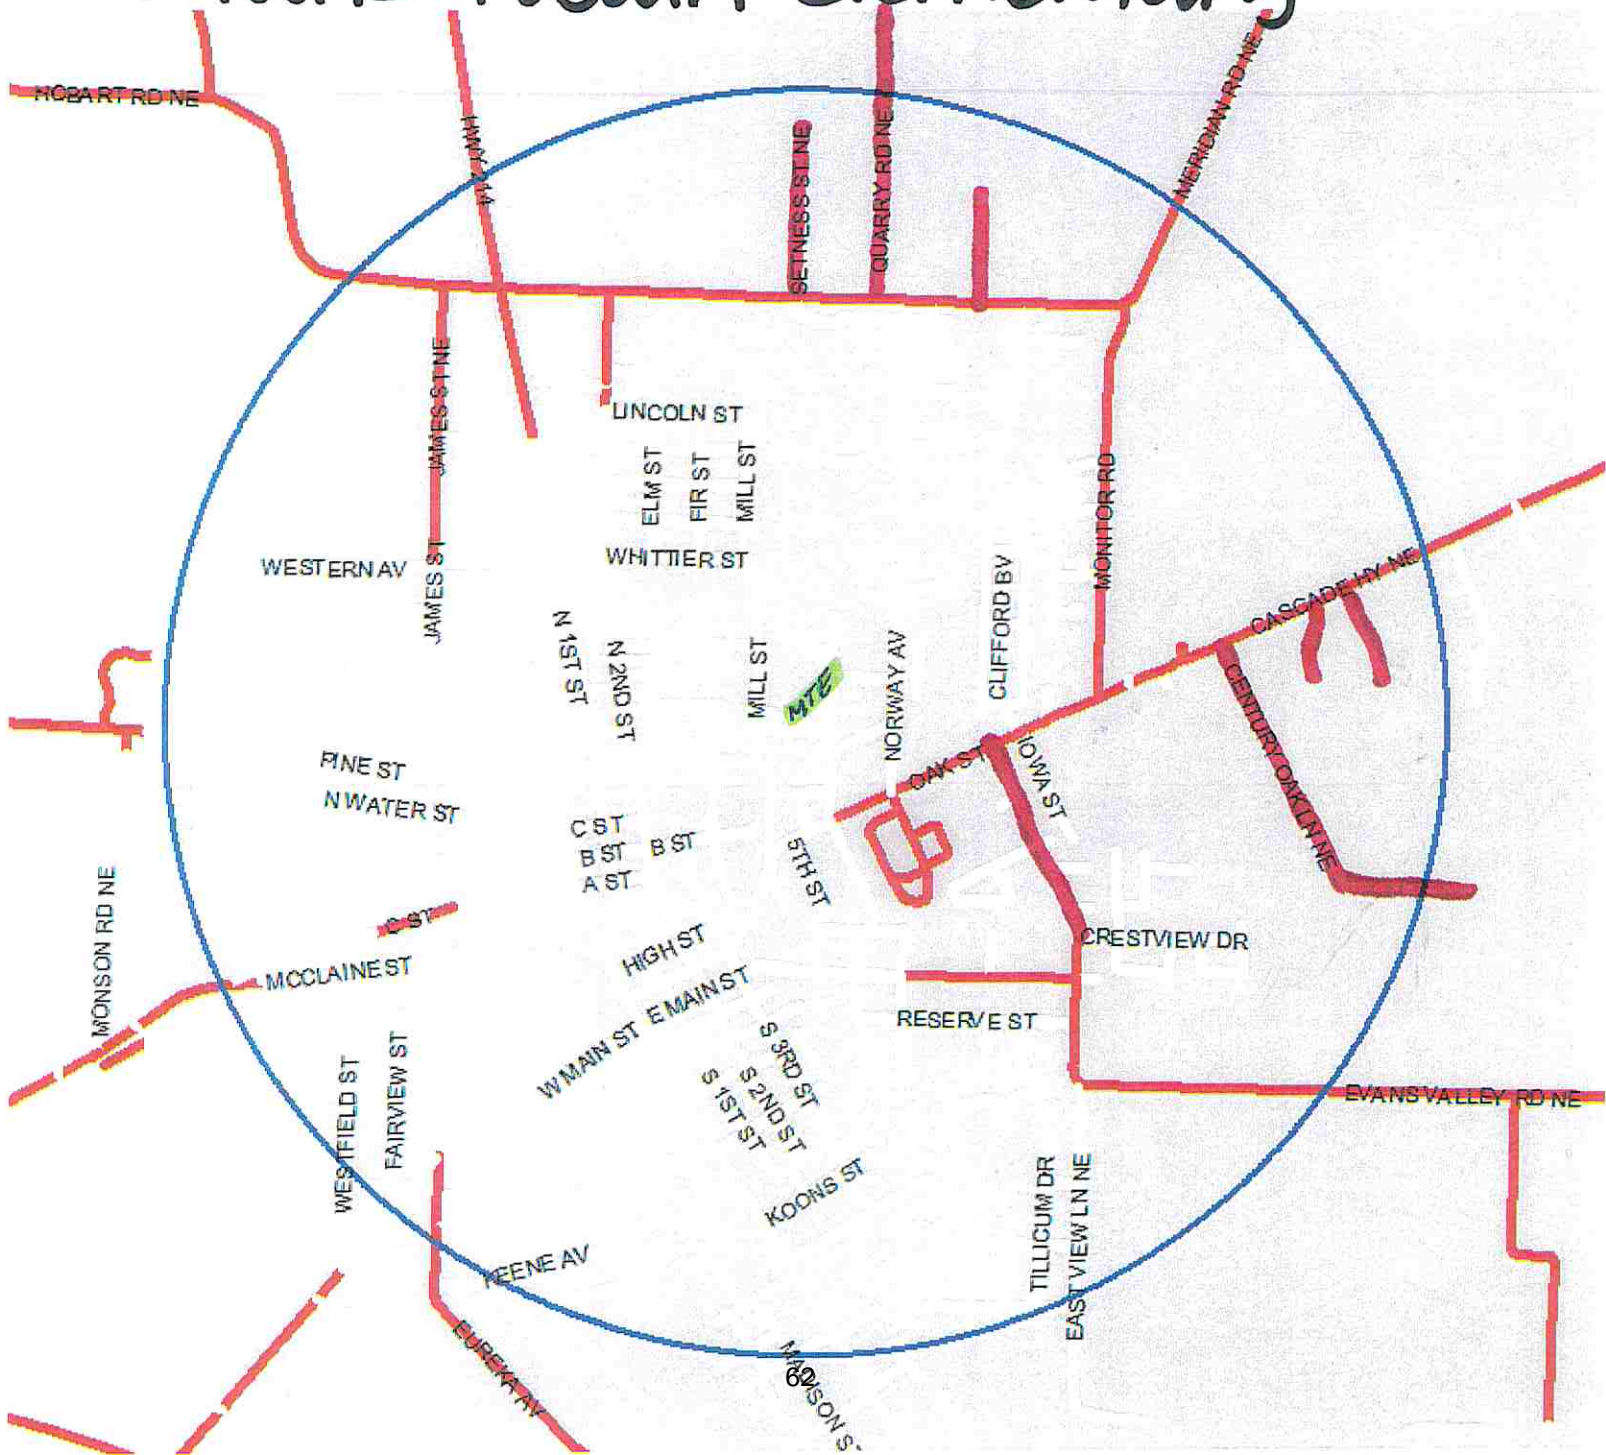 Elementary
HOBART RD NE
HWY 214
SETNESS ST NE
QUARRY RD NE
MERIDIAN RD NE
JAMES ST NE
LINCOLN ST
ELM ST
FIR ST
MILL ST
MONITOR RD
WESTERN AV
JAMES ST
WHITTIER ST
CLIFFORD BV
CASCADE HY NE
N 1ST ST
N 2ND ST
MILL ST
MTE
NORWAY AV
CENTURY OAK LN NE
PINE ST
N WATER ST
OAK ST
IOWA ST
C ST
B ST
B ST
A ST
5TH ST
MONSON RD NE
C ST
HIGH ST
CRESTVIEW DR
MCCLAINE ST
E MAIN ST
W MAIN ST
RESERVE ST
S 3RD ST
S 2ND ST
S 1ST ST
WESTFIELD ST
FAIRVIEW ST
EVANS VALLEY RD NE
KOONS ST
TILLICUM DR
EAST VIEW LN NE
KEENE AV
EUREKA AV
MADISON ST
62